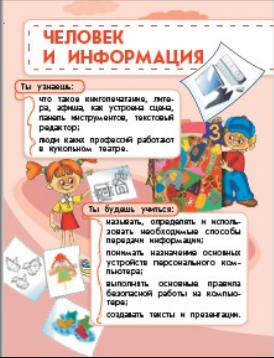 ЧЕЛОВЕК
И ИНФОРМАЦИЯ
Ты узнаешь:
что такое книгопечатание, лите-
ра, афиша, как устроена сцена,
панель инструментов, текстовый
редактор;
люди каких профессий работают
в кукольном театре.
3
Ты будешь учиться:
называть, определять и исполь-
зовать необходимые способы
передачи информации;
понимать назначение основных
устройств персонального ком-
пьютера;
выполнять основные правила
безопасной работы на компью-
тере;
создавать тексты и презентации.